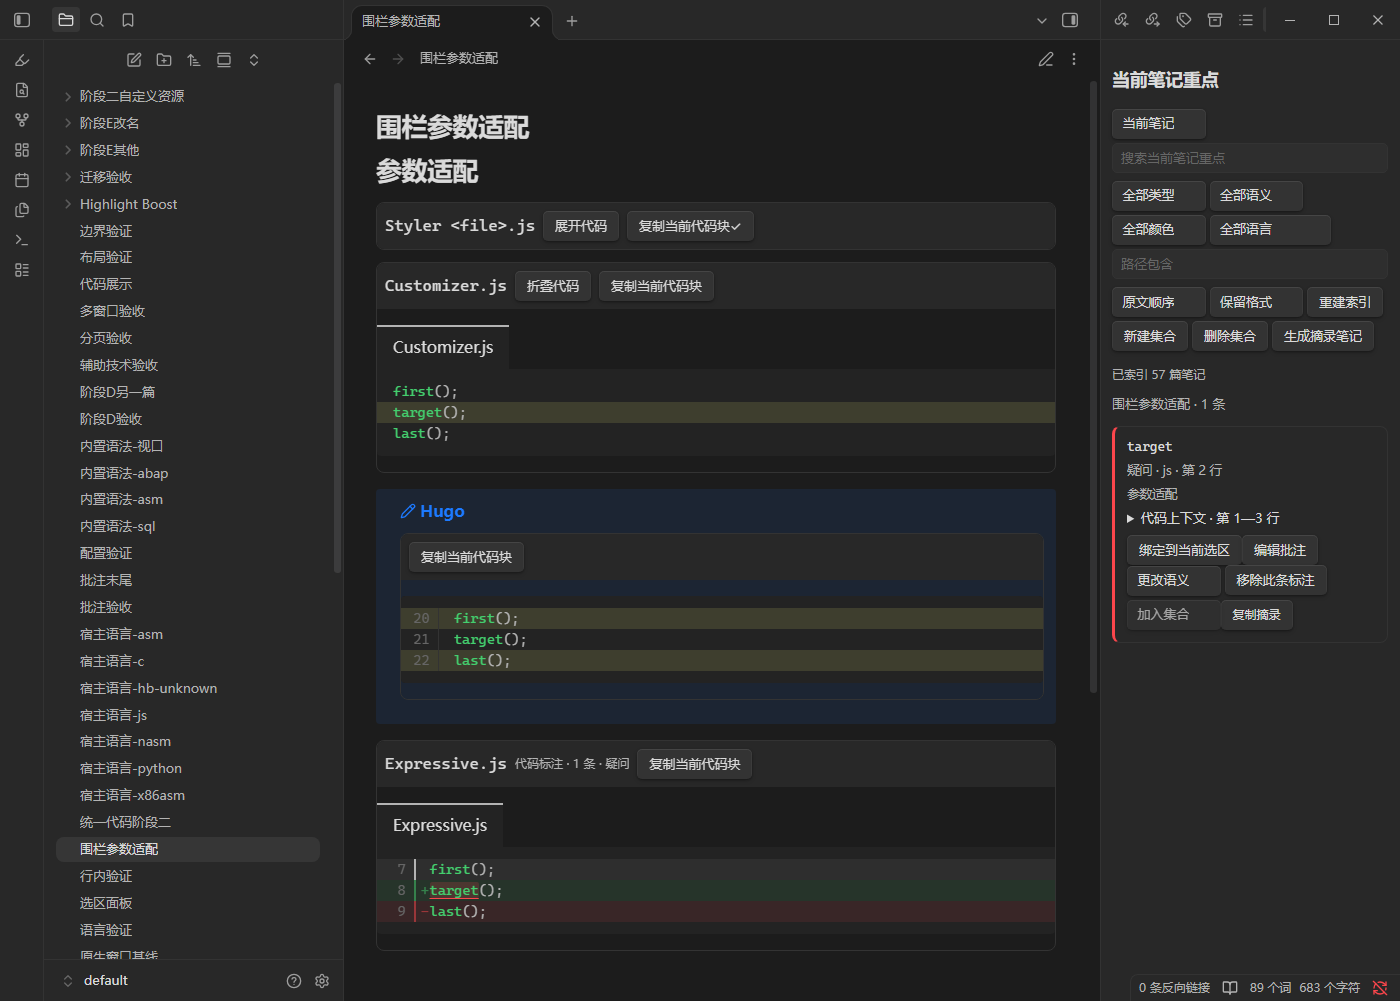 围栏参数适配
围栏参数适配
阶段二自定义资源
阶段E改名
阶段E其他
迁移验收
Highlight Boost
边界验证
布局验证
代码展示
多窗口验收
分页验收
辅助技术验收
阶段D另一篇
阶段D验收
内置语法-视口
内置语法-abap
内置语法-asm
内置语法-sql
配置验证
批注末尾
批注验收
宿主语言-asm
宿主语言-c
宿主语言-hb-unknown
宿主语言-js
宿主语言-nasm
宿主语言-python
宿主语言-x86asm
统一代码阶段二
围栏参数适配
行内验证
选区面板
语言验证
原生窗口基线
default
围栏参数适配
参数适配
Styler <file>.js 展开代码 复制当前代码块✓
Customizer.js 折叠代码 复制当前代码块
Customizer.js
first();
target();
last();
Hugo
复制当前代码块
20 first();
21 target();
22 last();
Expressive.js 代码标注 · 1 条 · 疑问 复制当前代码块
Expressive.js
7 first();
8 +target();
9 -last();
当前笔记重点
当前笔记
搜索当前笔记重点
全部类型 全部语义
全部颜色 全部语言
路径包含
原文顺序 保留格式 重建索引
新建集合 删除集合 生成摘录笔记
已索引 57 篇笔记
围栏参数适配 · 1 条
target
疑问 · js · 第 2 行
参数适配
▶ 代码上下文 · 第 1—3 行
绑定到当前选区 编辑批注
更改语义 移除此条标注
加入集合 复制摘录
0 条反向链接 89 个词 683 个字符